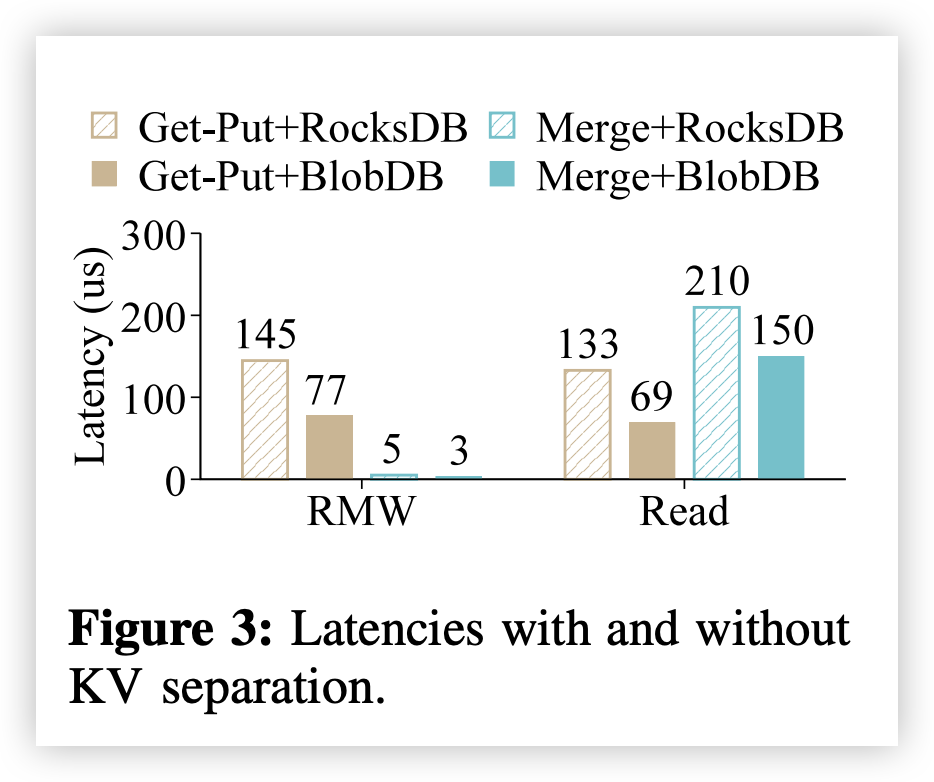 Get-Put+RocksDB Merge+RocksDB
Get-Put+BlobDB Merge+BlobDB
Latency (us)
300
200
100
0
145
77
5
3
133
69
210
150
RMW
Read
Figure 3: Latencies with and without
KV separation.